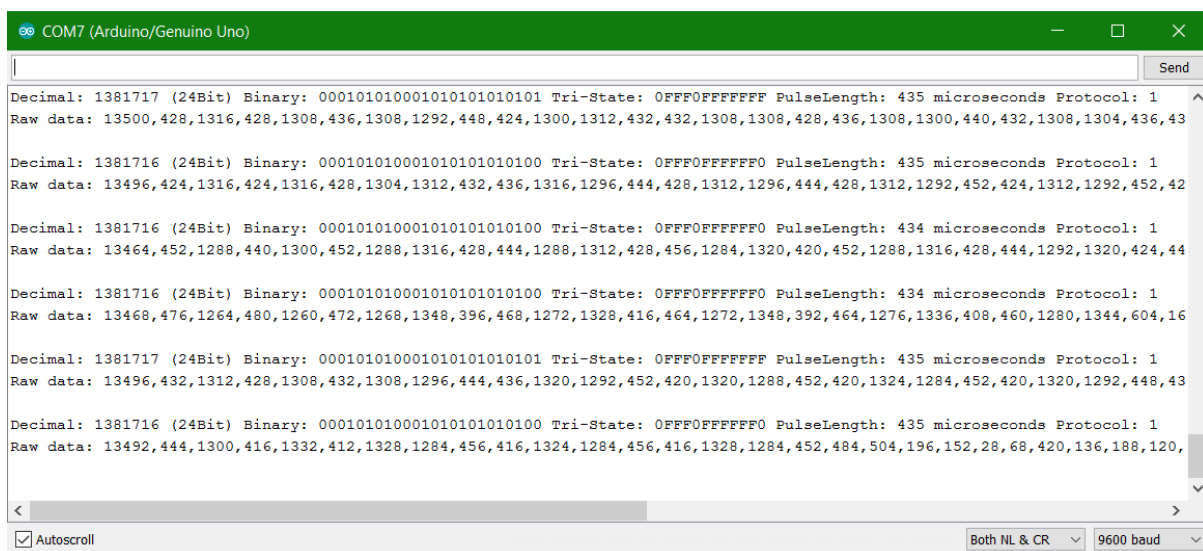 COM7 (Arduino/Genuino Uno)
Send
Decimal: 1381717 (24Bit) Binary: 000101010001010101010101 Tri-State: 0FFF0FFFFFFF PulseLength: 435 microseconds Protocol: 1
Raw data: 13500,428,1316,428,1308,436,1308,1292,448,424,1300,1312,432,432,1308,1308,428,436,1308,1300,440,432,1308,1304,436,43
Decimal: 1381716 (24Bit) Binary: 000101010001010101010100 Tri-State: 0FFF0FFFFFF0 PulseLength: 435 microseconds Protocol: 1
Raw data: 13496,424,1316,424,1316,428,1304,1312,432,436,1316,1296,444,428,1312,1296,444,428,1312,1292,452,424,1312,1292,452,42
Decimal: 1381716 (24Bit) Binary: 000101010001010101010100 Tri-State: 0FFF0FFFFFF0 PulseLength: 434 microseconds Protocol: 1
Raw data: 13464,452,1288,440,1300,452,1288,1316,428,444,1288,1312,428,456,1284,1320,420,452,1288,1316,428,444,1292,1320,424,44
Decimal: 1381716 (24Bit) Binary: 000101010001010101010100 Tri-State: 0FFF0FFFFFF0 PulseLength: 434 microseconds Protocol: 1
Raw data: 13468,476,1264,480,1260,472,1268,1348,396,468,1272,1328,416,464,1272,1348,392,464,1276,1336,408,460,1280,1344,604,16
Decimal: 1381717 (24Bit) Binary: 000101010001010101010101 Tri-State: 0FFF0FFFFFFF PulseLength: 435 microseconds Protocol: 1
Raw data: 13496,432,1312,428,1308,432,1308,1296,444,436,1320,1292,452,420,1320,1288,452,420,1324,1284,452,420,1320,1292,448,43
Decimal: 1381716 (24Bit) Binary: 000101010001010101010100 Tri-State: 0FFF0FFFFFF0 PulseLength: 435 microseconds Protocol: 1
Raw data: 13492,444,1300,416,1332,412,1328,1284,456,416,1324,1284,456,416,1328,1284,452,484,504,196,152,28,68,420,136,188,120,
Autoscroll
Both NL & CR
9600 baud